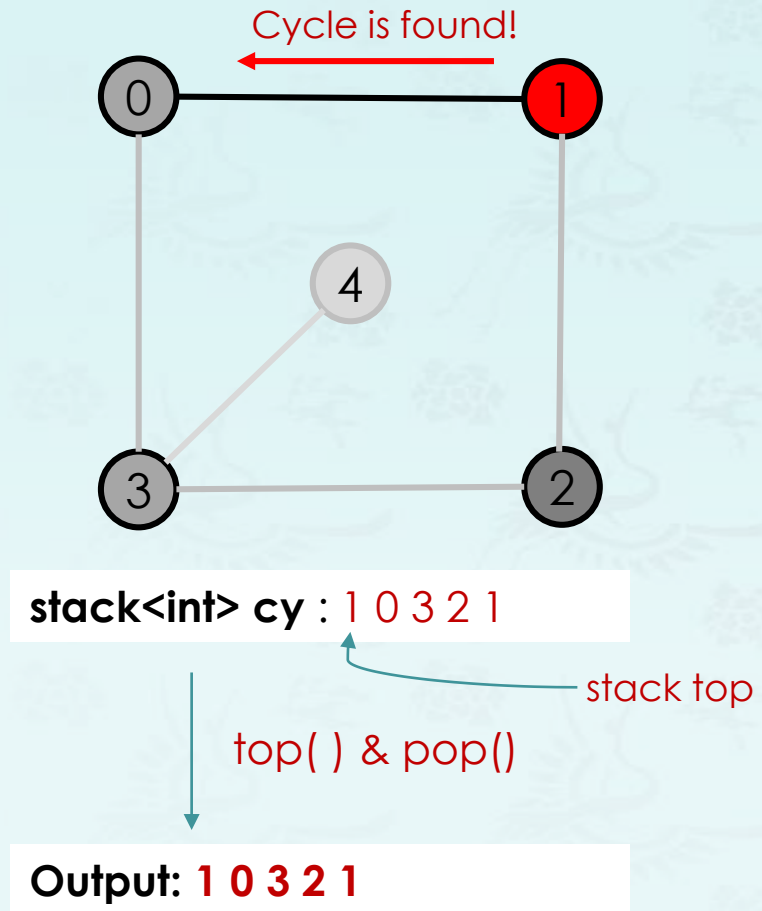 Cycle is found!
0 1
4
3 2
stack<int> cy : 1 0 3 2 1
stack top
top( ) & pop()
Output: 1 0 3 2 1